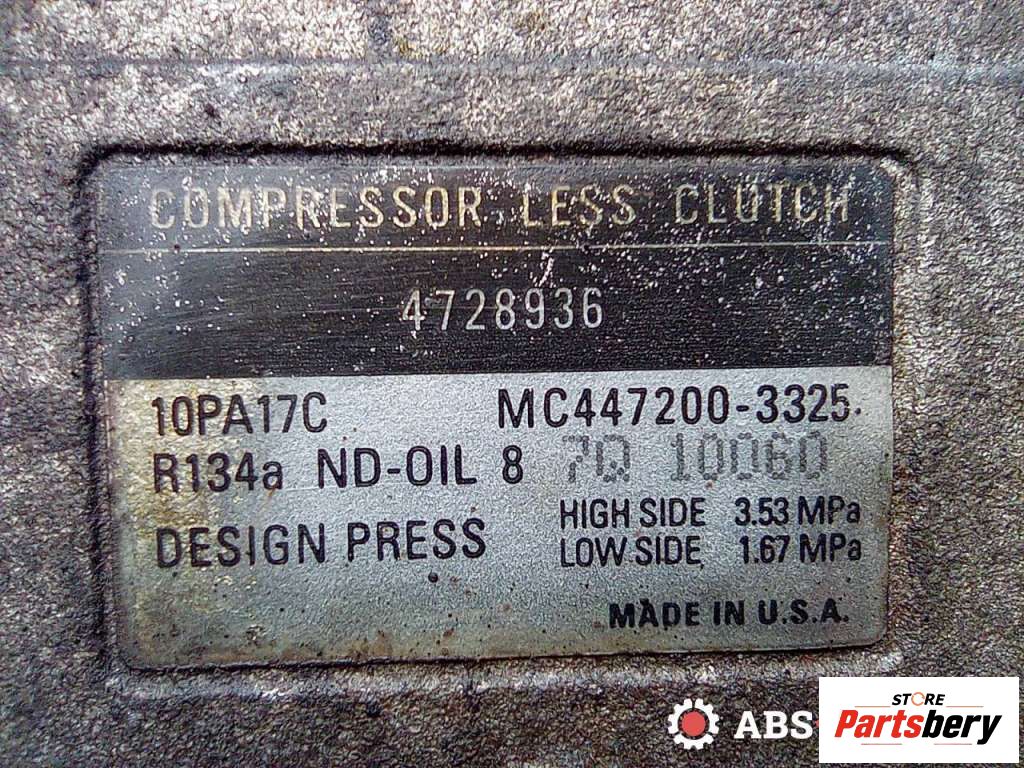 COMPRESSOR LESS CLUTCH
4728936
10PA17C MC447200-3325
R134a ND-OIL 8 7Q 10060
DESIGN PRESS HIGH SIDE 3.53 MPa
LOW SIDE 1.67 MPa
MADE IN U.S.A.
ABS
STORE
Partsbery